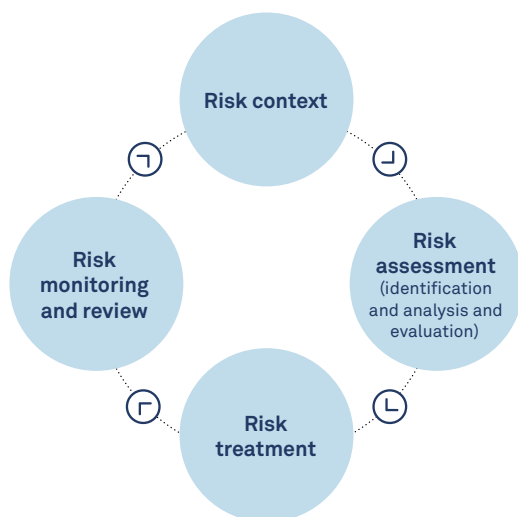 Risk context
Risk
assessment
(identification
and analysis and
evaluation)
Risk
treatment
Risk
monitoring
and review